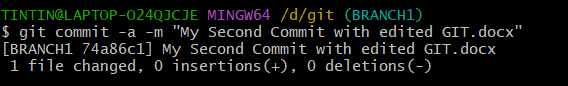 TINTIN@LAPTOP-O24QJCJE MINGW64 /d/git (BRANCH1)
$ git commit -a -m "My Second Commit with edited GIT.docx"
[BRANCH1 74a86c1] My Second Commit with edited GIT.docx
 1 file changed, 0 insertions(+), 0 deletions(-)